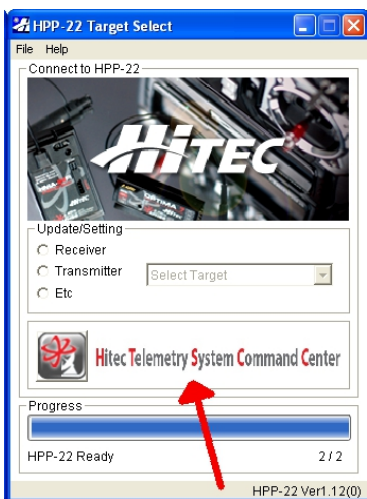 HPP-22 Target Select
File Help
Connect to HPP-22
HiTEC
OPTIMA
Update/Setting
Receiver
Transmitter
Select Target
Etc
Hitec Telemetry System Command Center
Progress
HPP-22 Ready 2 / 2
HPP-22 Ver1.12(0)